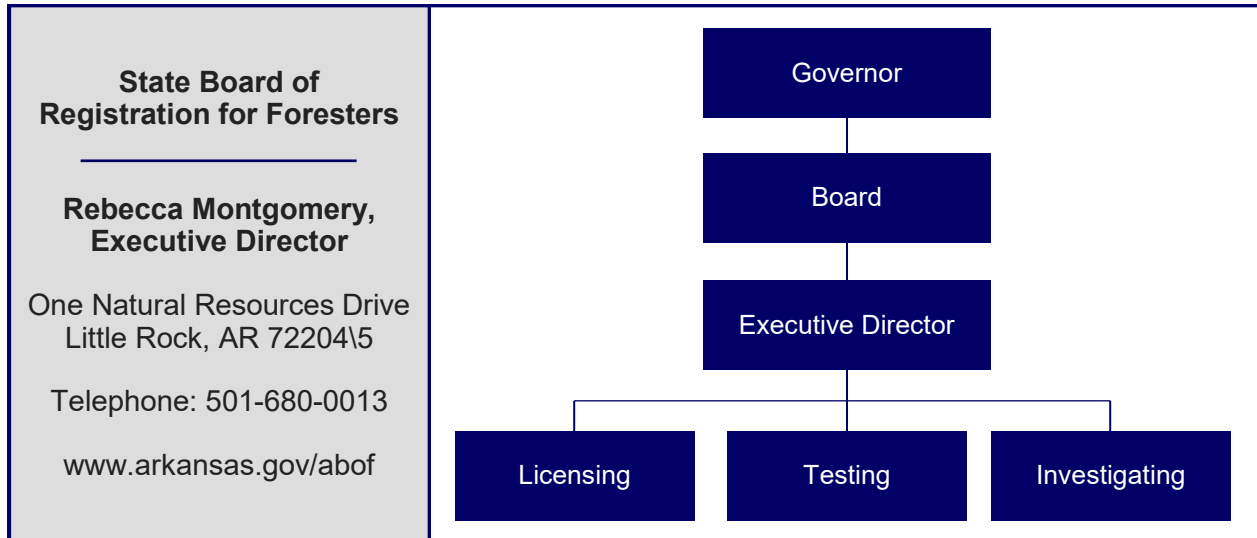 State Board of
Registration for Foresters
Rebecca Montgomery,
Executive Director
One Natural Resources Drive
Little Rock, AR 72204\5
Telephone: 501-680-0013
www.arkansas.gov/abof
Governor
Board
Executive Director
Licensing
Testing
Investigating